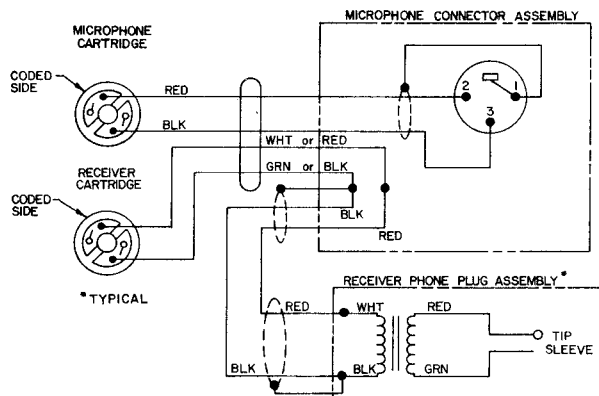 MICROPHONE CONNECTOR ASSEMBLY
MICROPHONE
CARTRIDGE
CODED
SIDE
RED
2
1
3
BLK
WHT or RED
RECEIVER
CARTRIDGE
GRN or BLK
CODED
SIDE
BLK
RED
*TYPICAL
RECEIVER PHONE PLUG ASSEMBLY*
RED
WHT
RED
TIP
SLEEVE
BLK
BLK
GRN